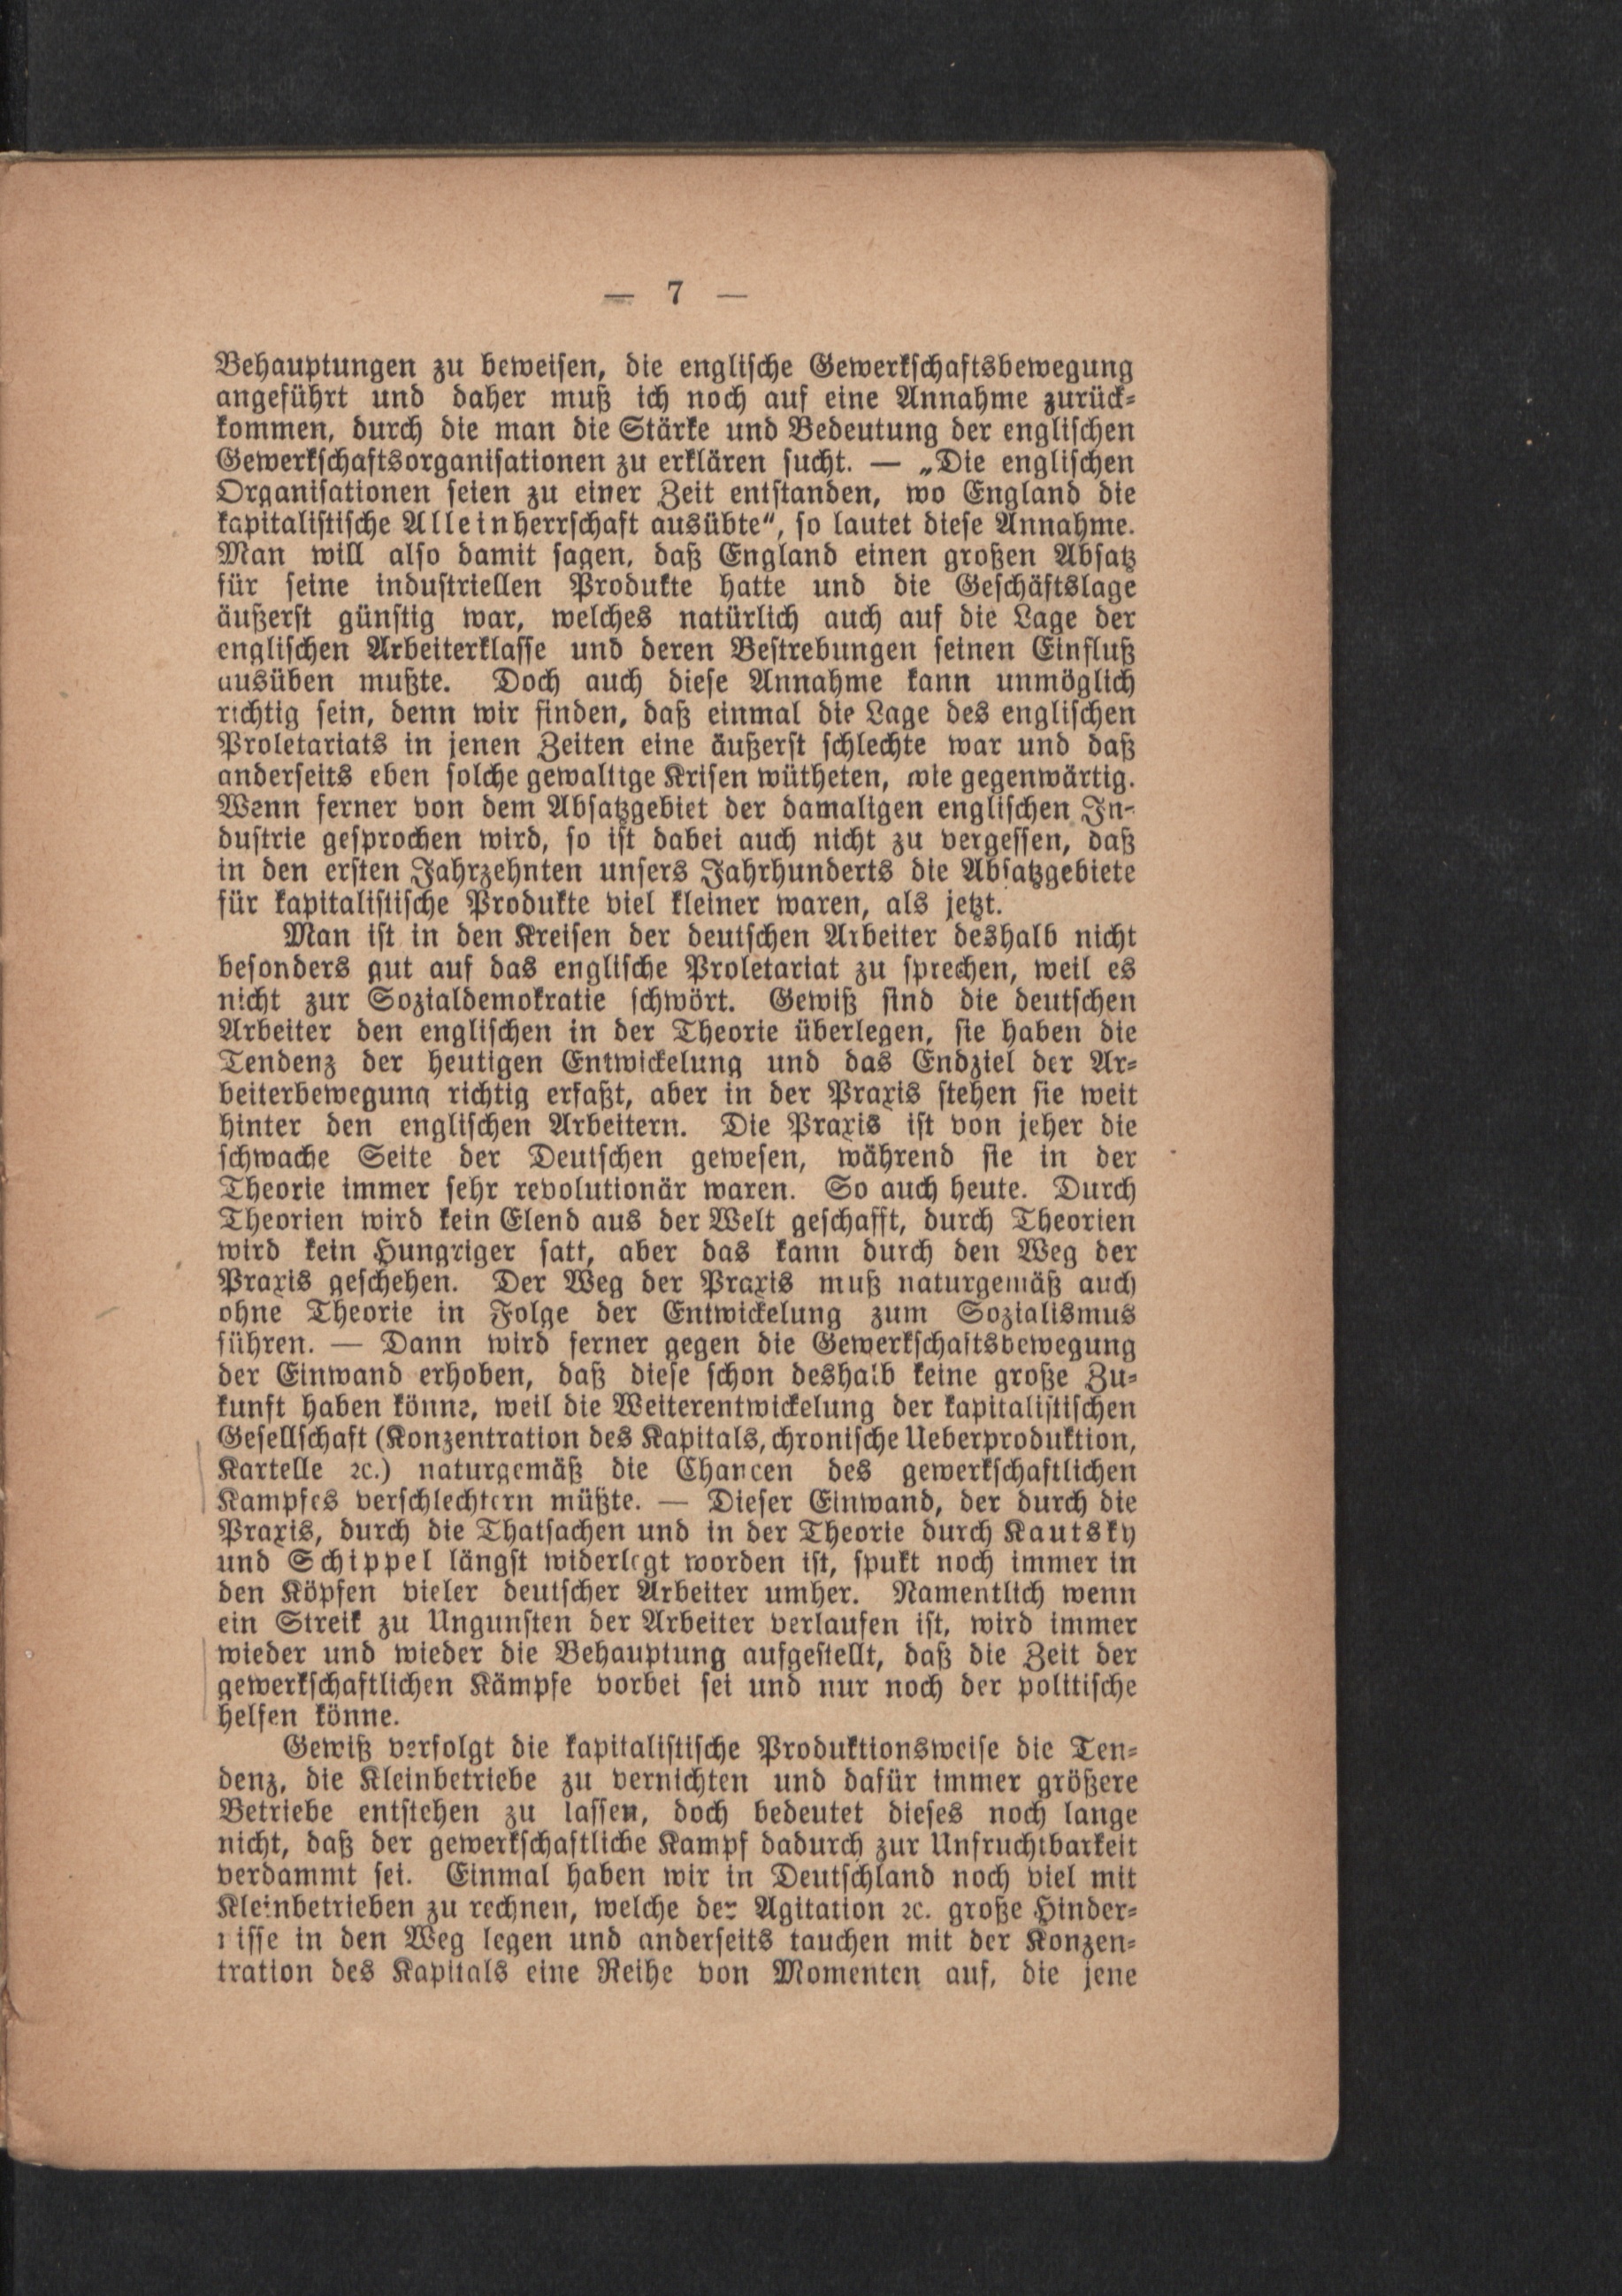 — 7 —
Behauptungen zu beweisen, die englische Gewerkschaftsbewegung
angeführt und daher muß ich noch auf eine Annahme zurück-
kommen, durch die man die Stärke und Bedeutung der englischen
Gewerkschaftsorganisationen zu erklären sucht. — „Die englischen
Organisationen seien zu einer Zeit entstanden, wo England die
kapitalistische Alleinherrschaft ausübte“, so lautet diese Annahme.
Man will also damit sagen, daß England einen großen Absatz
für seine industriellen Produkte hatte und die Geschäftslage
äußerst günstig war, welches natürlich auch auf die Lage der
englischen Arbeiterklasse und deren Bestrebungen seinen Einfluß
ausüben mußte. Doch auch diese Annahme kann unmöglich
richtig sein, denn wir finden, daß einmal die Lage des englischen
Proletariats in jenen Zeiten eine äußerst schlechte war und daß
anderseits eben solche gewaltige Krisen wütheten, wie gegenwärtig.
Wenn ferner von dem Absatzgebiet der damaligen englischen In-
dustrie gesprochen wird, so ist dabei auch nicht zu vergessen, daß
in den ersten Jahrzehnten unsers Jahrhunderts die Absatzgebiete
für kapitalistische Produkte viel kleiner waren, als jetzt.
Man ist in den Kreisen der deutschen Arbeiter deshalb nicht
besonders gut auf das englische Proletariat zu sprechen, weil es
nicht zur Sozialdemokratie schwört. Gewiß sind die deutschen
Arbeiter den englischen in der Theorie überlegen, sie haben die
Tendenz der heutigen Entwickelung und das Endziel der Ar-
beiterbewegung richtig erfaßt, aber in der Praxis stehen sie weit
hinter den englischen Arbeitern. Die Praxis ist von jeher die
schwache Seite der Deutschen gewesen, während sie in der
Theorie immer sehr revolutionär waren. So auch heute. Durch
Theorien wird kein Elend aus der Welt geschafft, durch Theorien
wird kein Hungriger satt, aber das kann durch den Weg der
Praxis geschehen. Der Weg der Praxis muß naturgemäß auch
ohne Theorie in Folge der Entwickelung zum Sozialismus
führen. — Dann wird ferner gegen die Gewerkschaftsbewegung
der Einwand erhoben, daß diese schon deshalb keine große Zu-
kunft haben könne, weil die Weiterentwickelung der kapitalistischen
Gesellschaft (Konzentration des Kapitals, chronische Ueberproduktion,
Kartelle ꝛc.) naturgemäß die Chancen des gewerkschaftlichen
Kampfes verschlechtern müßte. — Dieser Einwand, der durch die
Praxis, durch die Thatsachen und in der Theorie durch Kautsky
und Schippel längst widerlegt worden ist, spukt noch immer in
den Köpfen vieler deutscher Arbeiter umher. Namentlich wenn
ein Streik zu Ungunsten der Arbeiter verlaufen ist, wird immer
wieder und wieder die Behauptung aufgestellt, daß die Zeit der
gewerkschaftlichen Kämpfe vorbei sei und nur noch der politische
helfen könne.
Gewiß verfolgt die kapitalistische Produktionsweise die Ten-
denz, die Kleinbetriebe zu vernichten und dafür immer größere
Betriebe entstehen zu lassen, doch bedeutet dieses noch lange
nicht, daß der gewerkschaftliche Kampf dadurch zur Unfruchtbarkeit
verdammt sei. Einmal haben wir in Deutschland noch viel mit
Kleinbetrieben zu rechnen, welche der Agitation ꝛc. große Hinder-
nisse in den Weg legen und anderseits tauchen mit der Konzen-
tration des Kapitals eine Reihe von Momenten auf, die jene